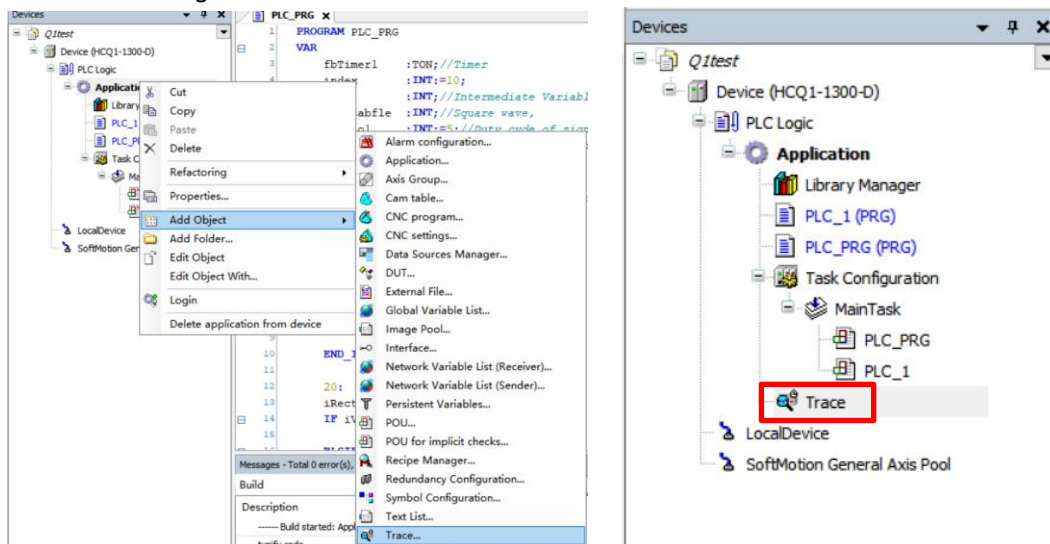 Devices
Q1test
Device (HCQ1-1300-D)
PLC Logic
Library
PLC_1
Task C
LocalDevice
SoftMotion Ger
Cut
Copy
Paste
Delete
Refactoring
Properties...
Add Object
Add Folder...
Edit Object
Edit Object With...
Login
Delete application from device
PLC_PRG
1 PROGRAM PLC_PRG
2 VAR
3 fbTimer1 :TON;//Timer
4 :INT:=10;
:INT;//Intermediate Variabl
abfle :INT;//Square wave,
Alarm configuration...
Application...
Axis Group...
Cam table...
CNC program...
CNC settings...
Data Sources Manager...
DUT...
External File...
Global Variable List...
Image Pool...
Interface...
Network Variable List (Receiver)...
Network Variable List (Sender)...
Persistent Variables...
POU...
POU for implicit checks...
Recipe Manager...
Redundancy Configuration...
Symbol Configuration...
Text List...
Trace...
10 END_I
11
12 20:
13 iRect
14 IF iV
15
Messages - Total 0 error(s),
Build
Description
------ Build started: Appl
Devices
Q1test
Device (HCQ1-1300-D)
PLC Logic
Application
Library Manager
PLC_1 (PRG)
PLC_PRG (PRG)
Task Configuration
MainTask
PLC_PRG
PLC_1
Trace
LocalDevice
SoftMotion General Axis Pool